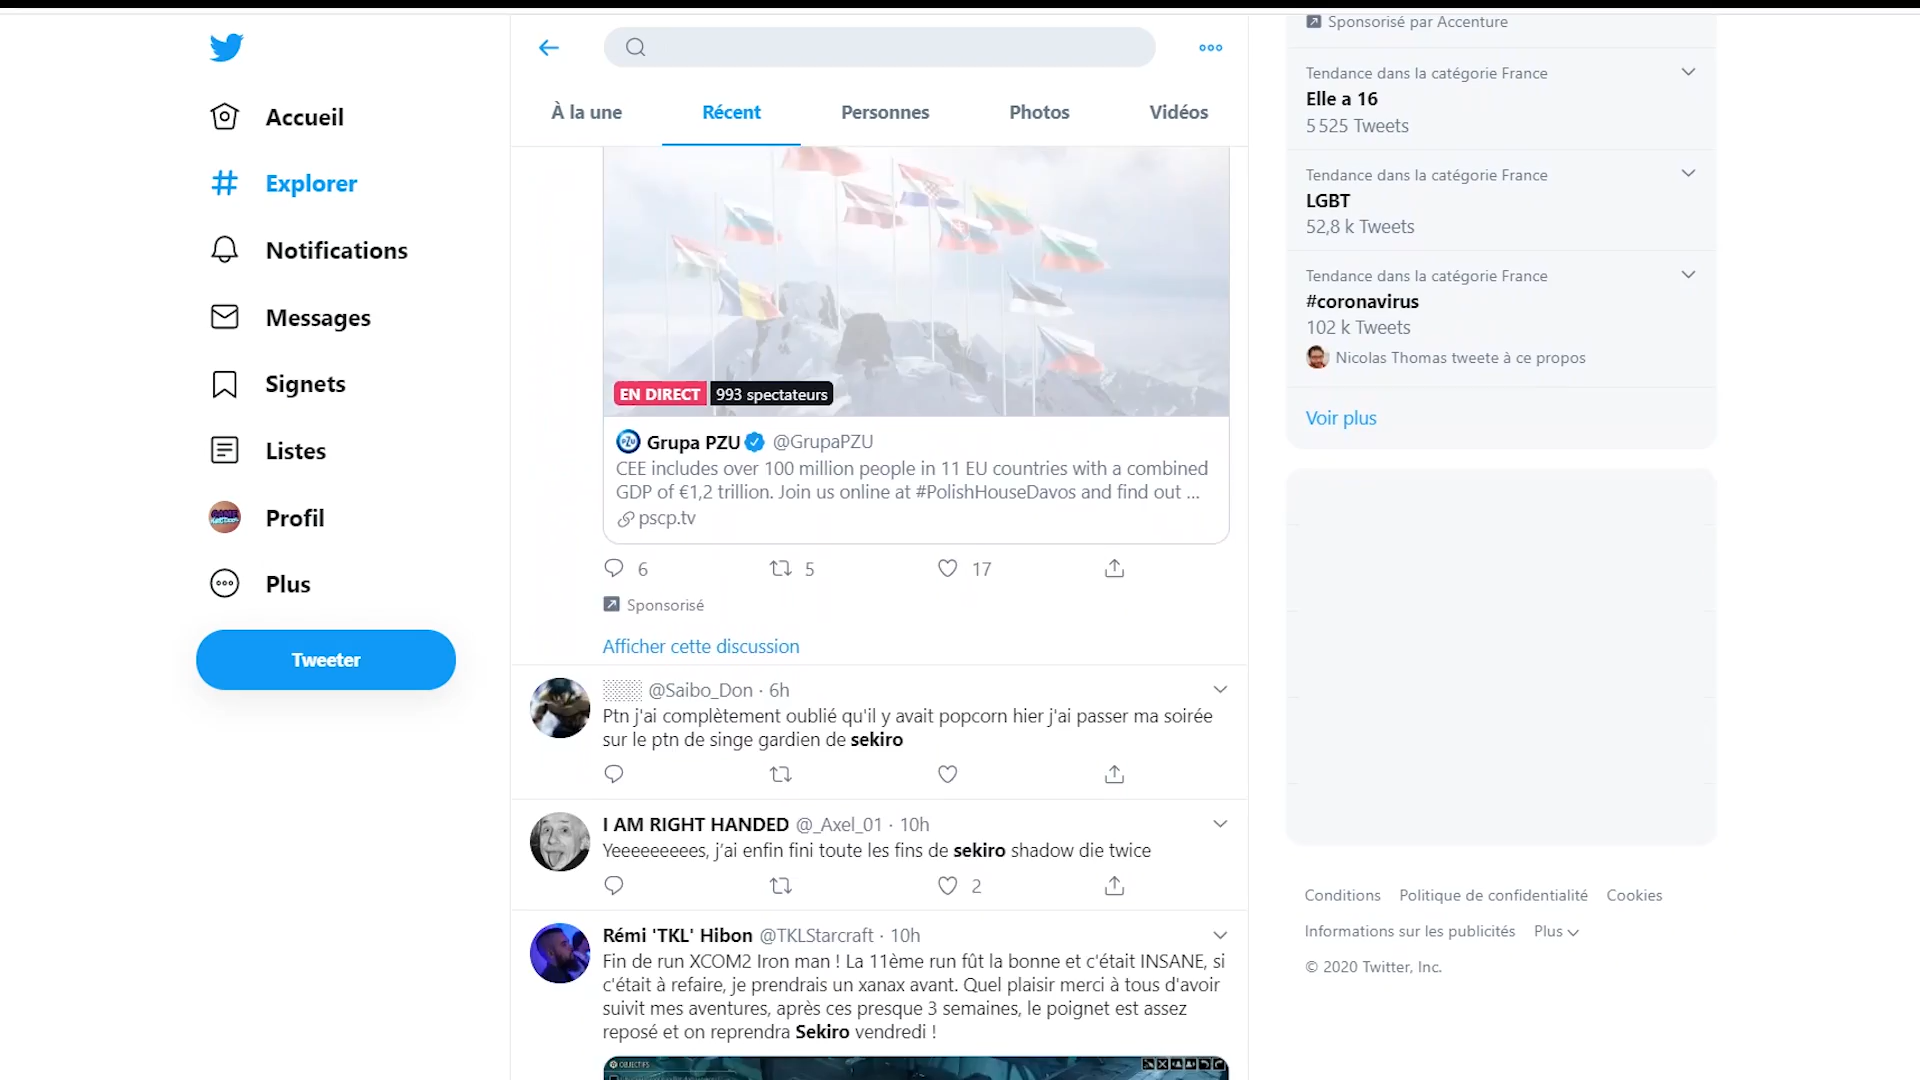 Accueil
Explorer
Notifications
Messages
Signets
Listes
Profil
Plus
Tweeter
À la une
Récent
Personnes
Photos
Vidéos
EN DIRECT 993 spectateurs
Grupa PZU @GrupaPZU
CEE includes over 100 million people in 11 EU countries with a combined
GDP of €1,2 trillion. Join us online at #PolishHouseDavos and find out ...
pscp.tv
6 5 17
Sponsorisé
Afficher cette discussion
@Saibo_Don · 6h
Ptn j'ai complètement oublié qu'il y avait popcorn hier j'ai passer ma soirée
sur le ptn de singe gardien de sekiro
I AM RIGHT HANDED @_Axel_01 · 10h
Yeeeeeeeees, j’ai enfin fini toute les fins de sekiro shadow die twice
2
Rémi 'TKL' Hibon @TKLStarcraft · 10h
Fin de run XCOM2 Iron man ! La 11ème run fût la bonne et c'était INSANE, si
c'était à refaire, je prendrais un xanax avant. Quel plaisir merci à tous d'avoir
suivit mes aventures, après ces presque 3 semaines, le poignet est assez
reposé et on reprendra Sekiro vendredi !
OBJECTIFS
Sponsorisé par Accenture
Tendance dans la catégorie France
Elle a 16
5 525 Tweets
Tendance dans la catégorie France
LGBT
52,8 k Tweets
Tendance dans la catégorie France
#coronavirus
102 k Tweets
Nicolas Thomas tweete à ce propos
Voir plus
Conditions Politique de confidentialité Cookies
Informations sur les publicités Plus
© 2020 Twitter, Inc.